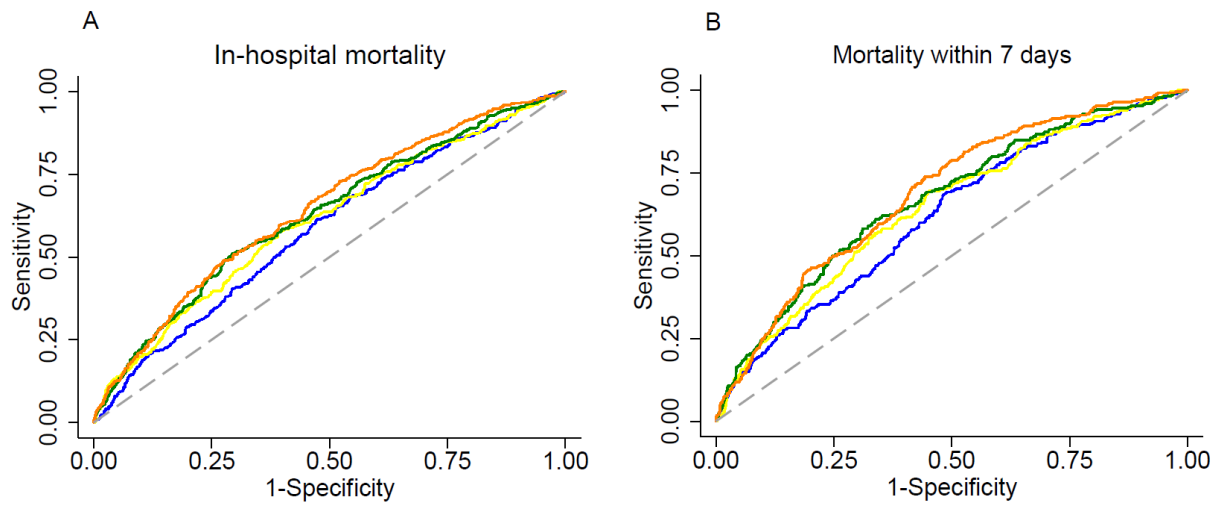 A
In-hospital mortality
Sensitivity
1.00
0.75
0.50
0.25
0.00
0.00 0.25 0.50 0.75 1.00
1-Specificity
B
Mortality within 7 days
Sensitivity
1.00
0.75
0.50
0.25
0.00
0.00 0.25 0.50 0.75 1.00
1-Specificity